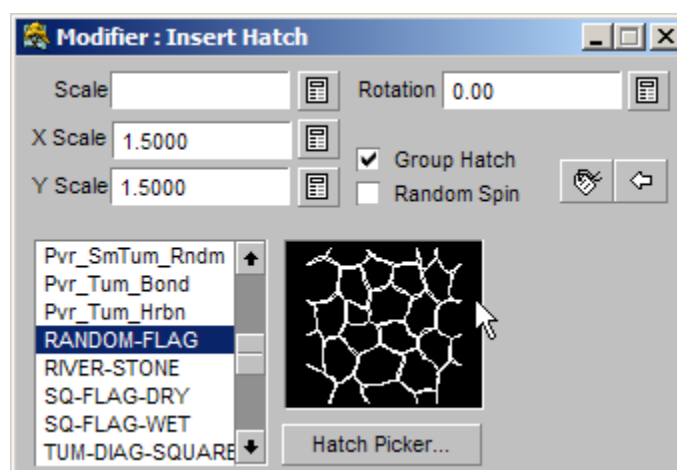 Modifier : Insert Hatch
Scale
Rotation 0.00
X Scale 1.5000
Y Scale 1.5000
Group Hatch
Random Spin
Pvr_SmTum_Rndm
Pvr_Tum_Bond
Pvr_Tum_Hrbn
RANDOM-FLAG
RIVER-STONE
SQ-FLAG-DRY
SQ-FLAG-WET
TUM-DIAG-SQUARE
Hatch Picker...